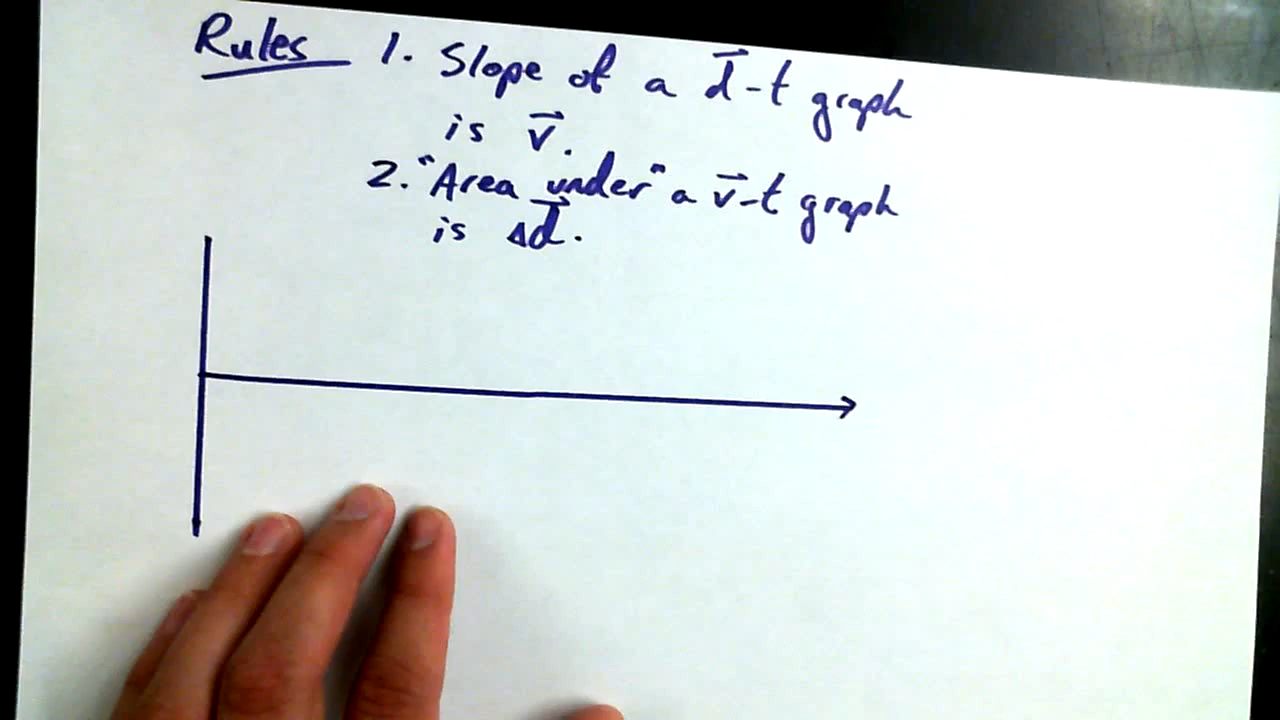 Rules 1. Slope of a d⃗-t graph
is v⃗.
2. "Area under" a v⃗-t graph
is Δd⃗.